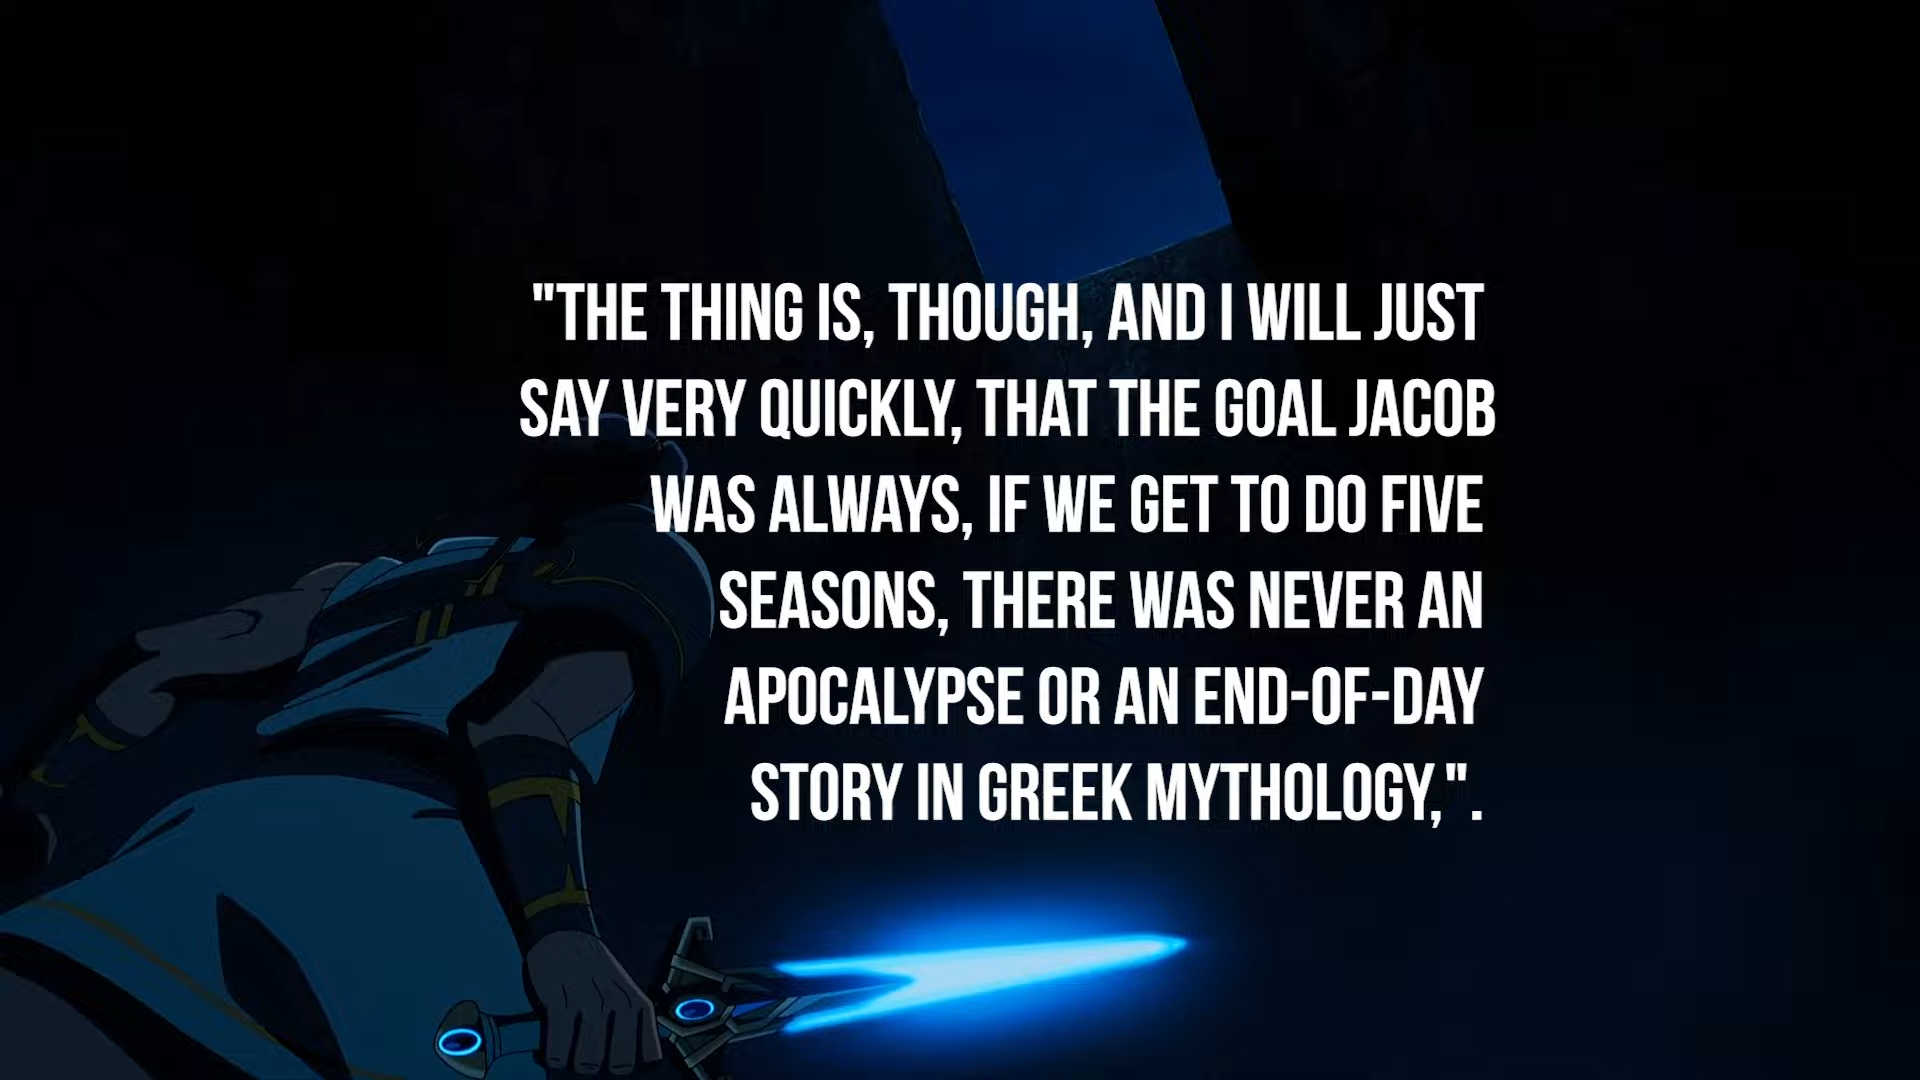 "THE THING IS, THOUGH, AND I WILL JUST
SAY VERY QUICKLY, THAT THE GOAL JACOB
WAS ALWAYS, IF WE GET TO DO FIVE
SEASONS, THERE WAS NEVER AN
APOCALYPSE OR AN END-OF-DAY
STORY IN GREEK MYTHOLOGY,".